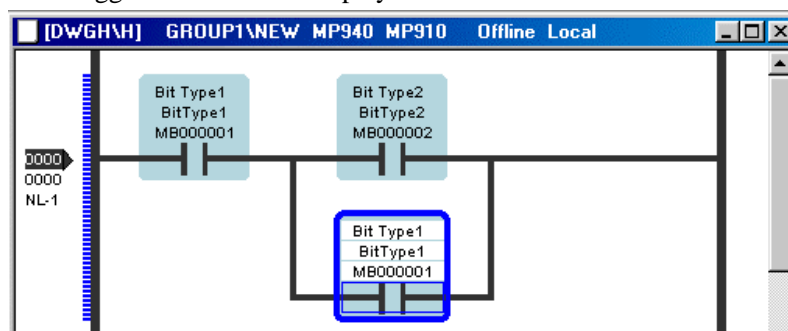 [DWGH\H] GROUP1\NEW MP940 MP910 Offline Local
Bit Type1
BitType1
MB000001
Bit Type2
BitType2
MB000002
0000
0000
NL-1
Bit Type1
BitType1
MB000001